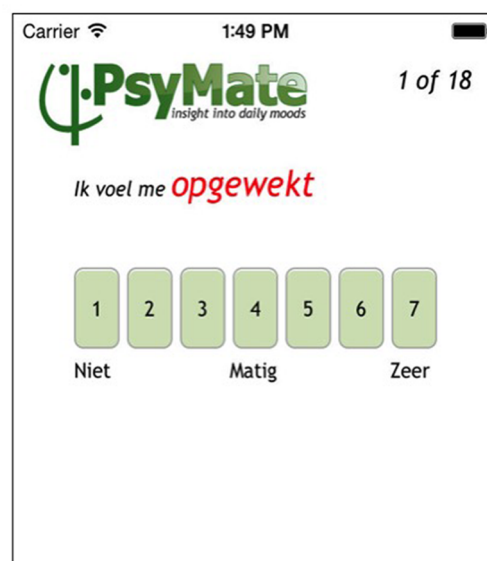 Carrier 1:49 PM
PsyMate
insight into daily moods
1 of 18
Ik voel me opgewekt
1 2 3 4 5 6 7
Niet Matig Zeer